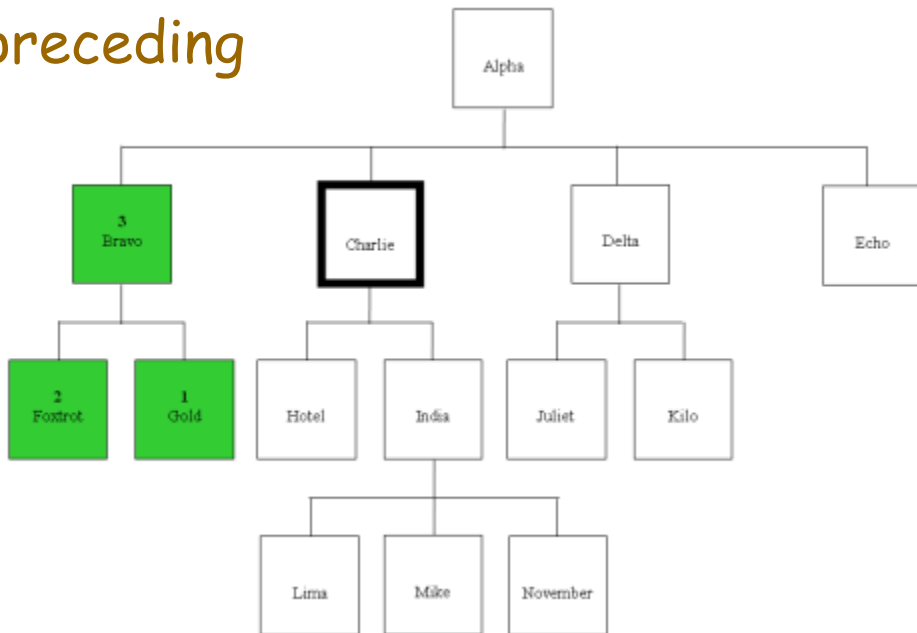 preceding
Alpha
3
Bravo
Charlie
Delta
Echo
2
Foxtrot
1
Gold
Hotel
India
Juliet
Kilo
Lima
Mike
November